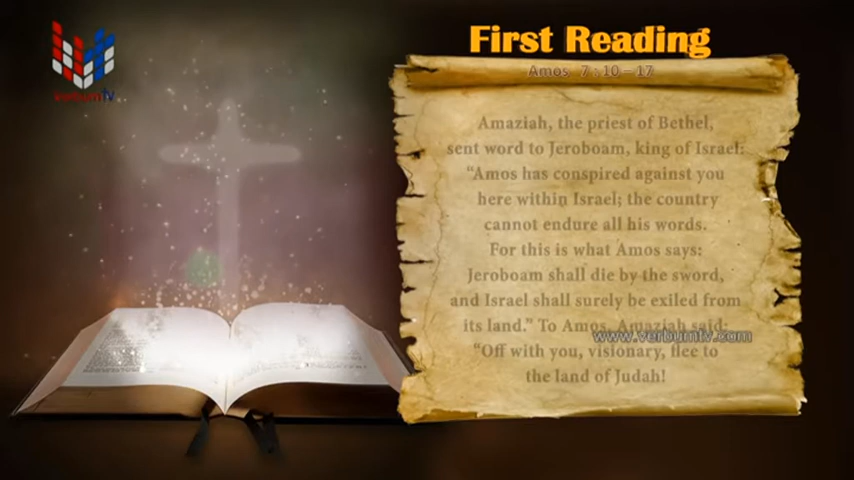 verbumtv
First Reading
Amos 7:10–17
Amaziah, the priest of Bethel,
sent word to Jeroboam, king of Israel:
“Amos has conspired against you
here within Israel; the country
cannot endure all his words.
For this is what Amos says:
Jeroboam shall die by the sword,
and Israel shall surely be exiled from
its land.” To Amos, Amaziah said:
www.verbumtv.com
“Off with you, visionary, flee to
the land of Judah!